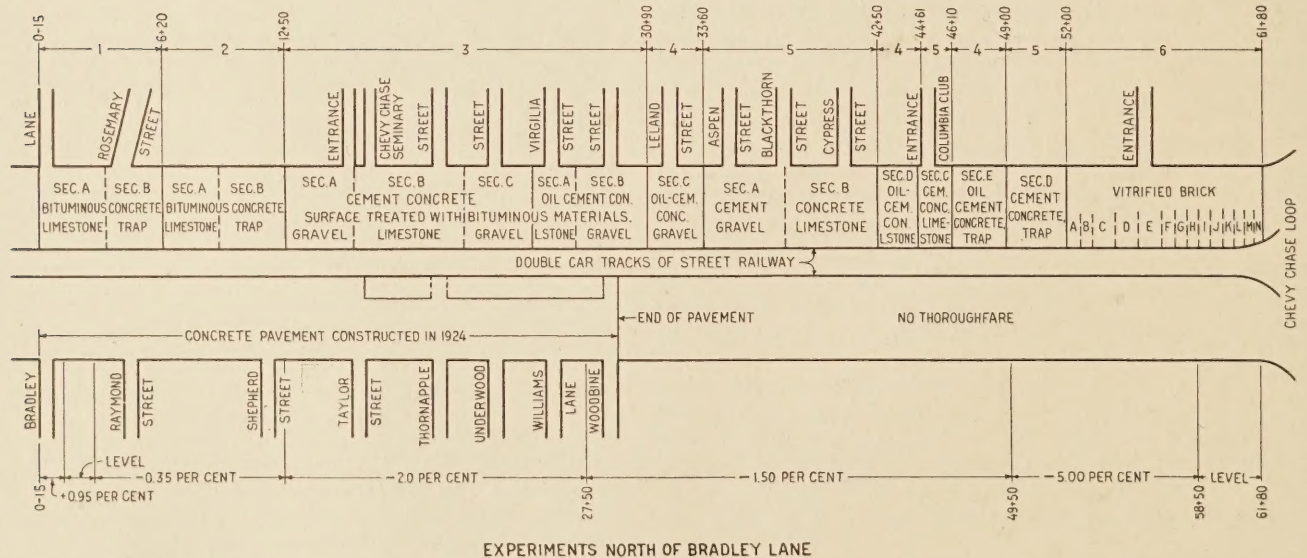 0-15
6+20
12+50
30+90
33+60
42+50
44+61
46+10
49+00
52+00
61+80
1
2
3
4
5
4
5
4
5
6
LANE
ROSEMARY
STREET
ENTRANCE
CHEVY CHASE
SEMINARY
STREET
STREET
VIRGILIA
STREET
STREET
LELAND
STREET
ASPEN
STREET
BLACKTHORN
STREET
CYPRESS
STREET
ENTRANCE
COLUMBIA CLUB
ENTRANCE
SEC.A SEC.B
BITUMINOUS CONCRETE
LIMESTONE TRAP
SEC.A SEC.B
BITUMINOUS CONCRETE,
LIMESTONE TRAP
SEC.A SEC.B SEC.C
CEMENT CONCRETE
SEC.A SEC.B
OIL CEMENT CON.
SURFACE TREATED WITH BITUMINOUS MATERIALS.
GRAVEL LIMESTONE GRAVEL L'STONE GRAVEL
SEC.C
OIL-CEM.
CONC.
GRAVEL
SEC.A SEC.B
CEMENT CONCRETE
GRAVEL LIMESTONE
SEC.D
OIL-
CEM.
CON.
L.STONE
SEC.C
CEM.
CONC.
LIME-
STONE
SEC.E
OIL
CEMENT
CONCRETE,
TRAP
SEC.D
CEMENT
CONCRETE,
TRAP
VITRIFIED BRICK
A B C D E F G H I J K L M N
DOUBLE CAR TRACKS OF STREET RAILWAY
CHEVY CHASE LOOP
END OF PAVEMENT
NO THOROUGHFARE
CONCRETE PAVEMENT CONSTRUCTED IN 1924
BRADLEY
RAYMOND
STREET
SHEPHERD
STREET
TAYLOR
STREET
THORNAPPLE
UNDERWOOD
WILLIAMS
LANE
WOODBINE
LEVEL
-0.35 PER CENT
-2.0 PER CENT
-1.50 PER CENT
-5.00 PER CENT
LEVEL
0-15
+0.95 PER CENT
27+50
49+50
58+50
61+80
EXPERIMENTS NORTH OF BRADLEY LANE